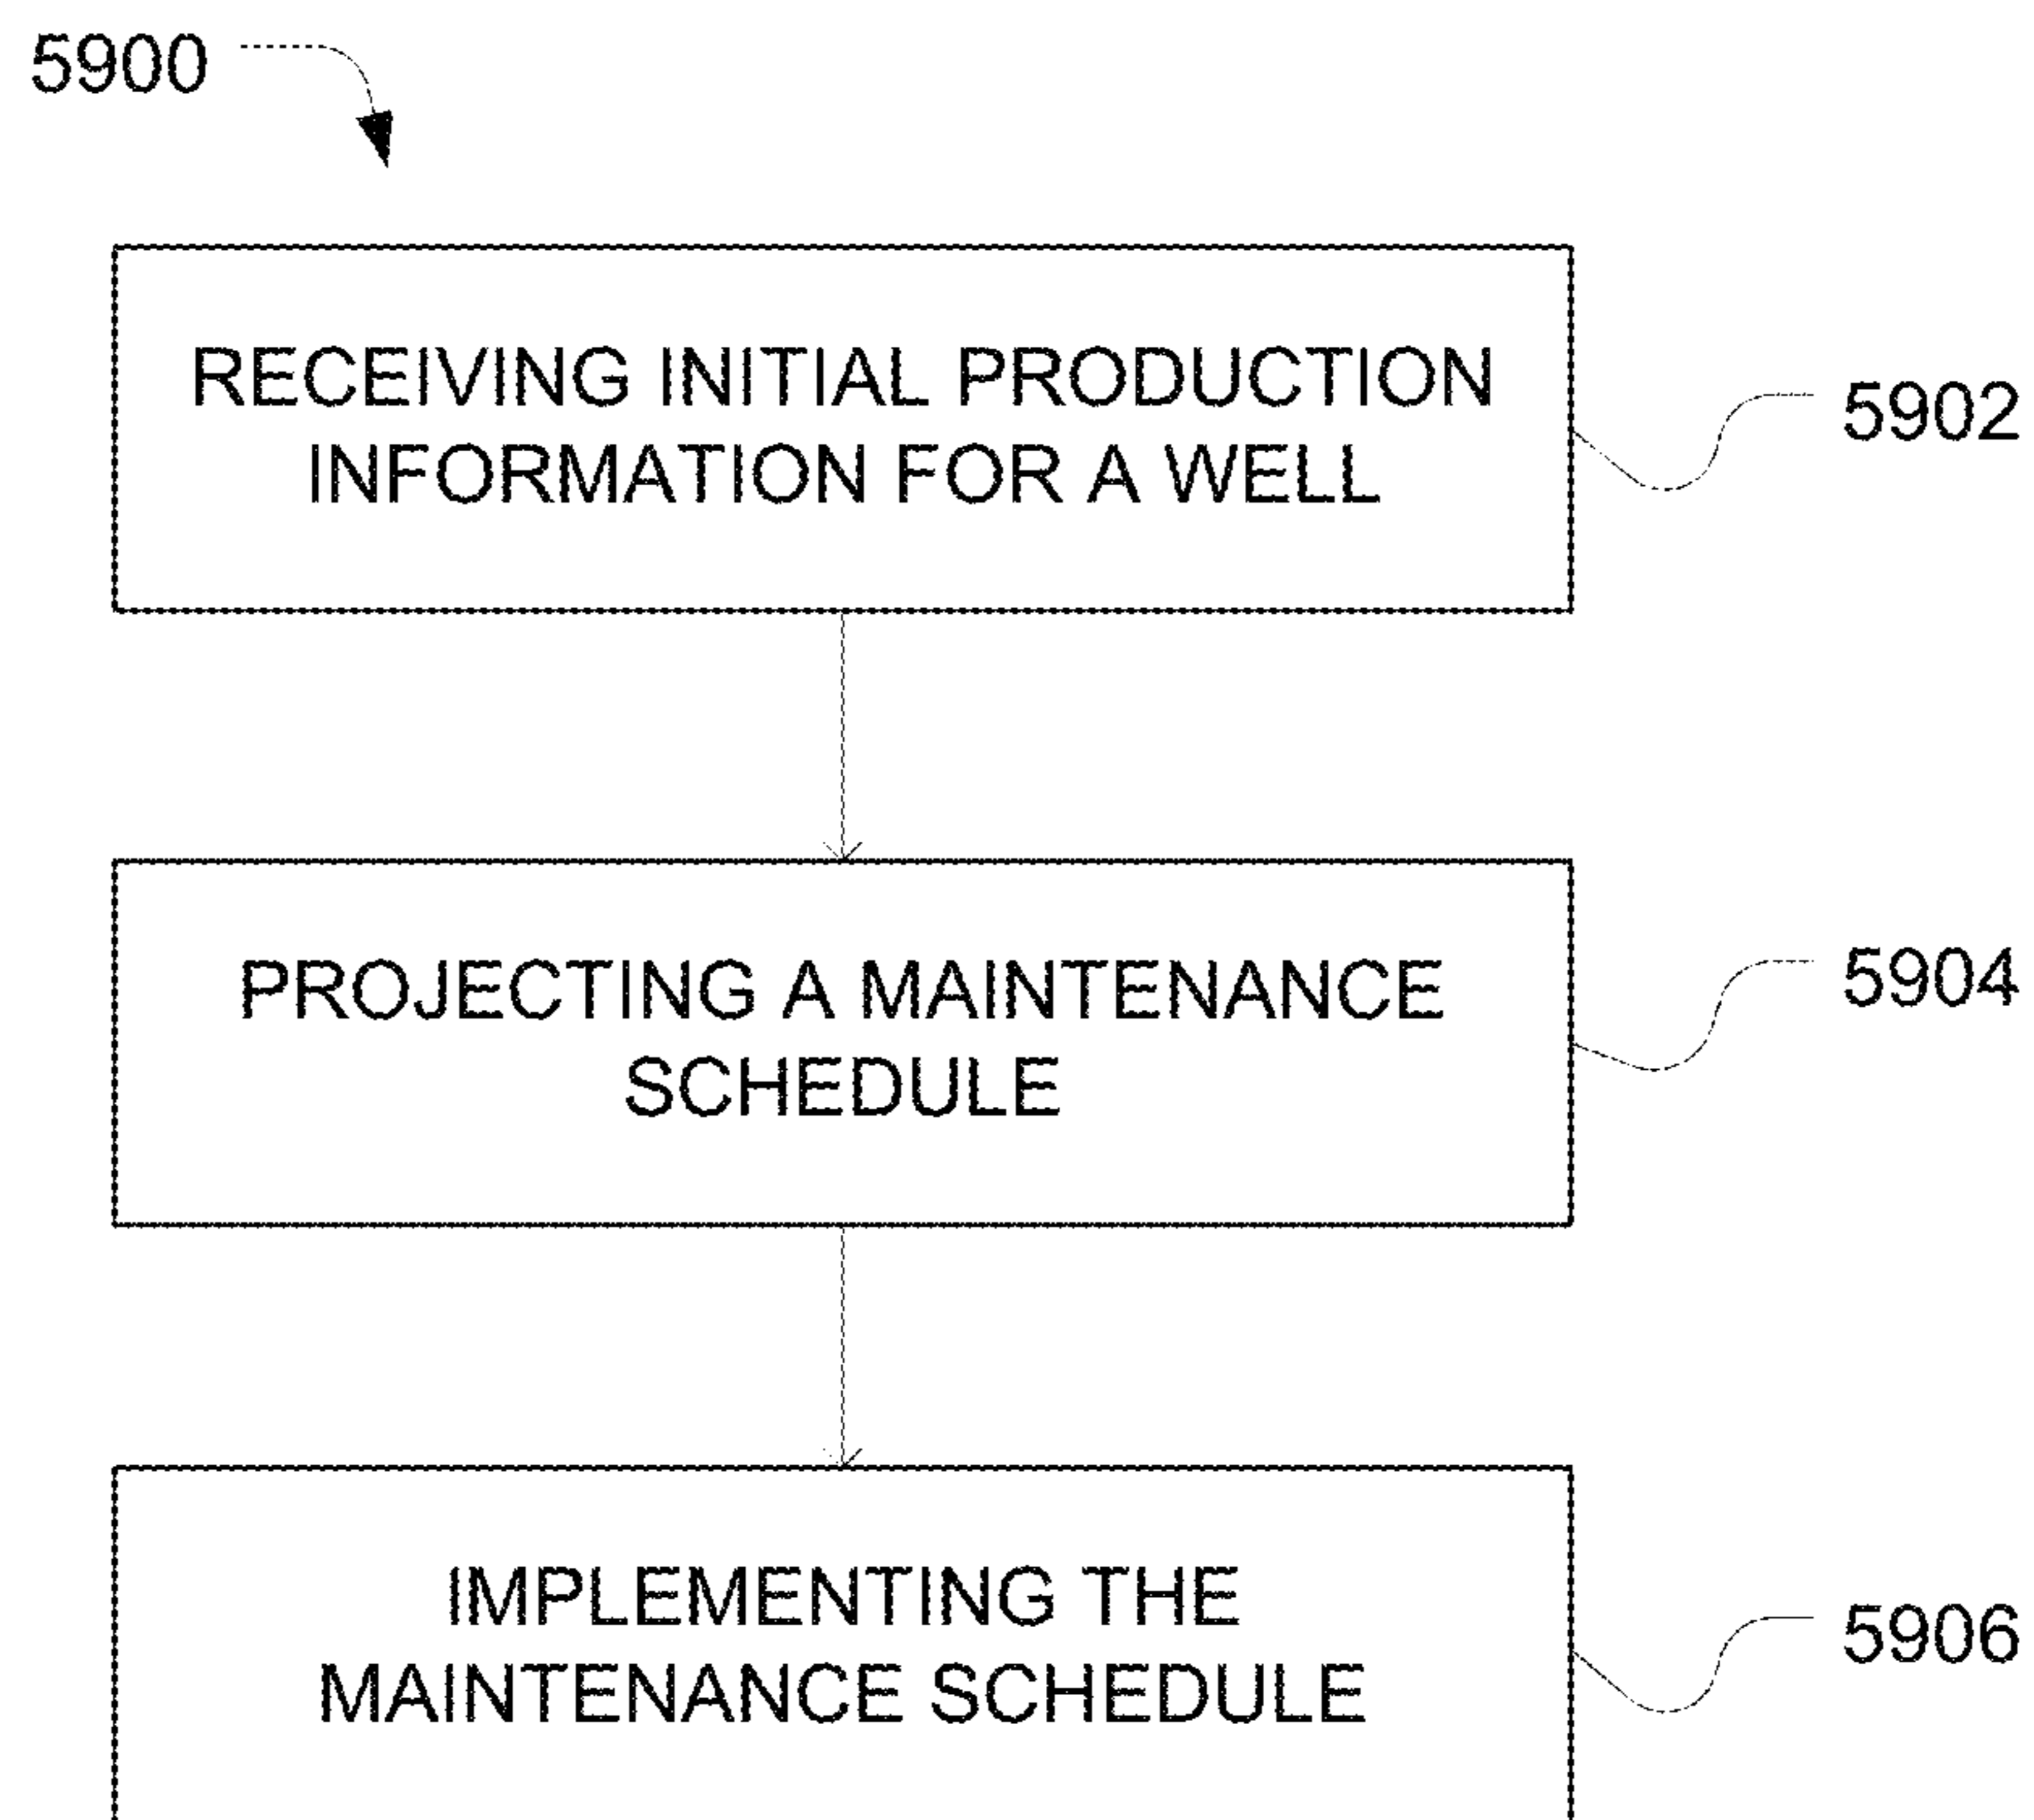 5900
RECEIVING INITIAL PRODUCTION
INFORMATION FOR A WELL
5902
PROJECTING A MAINTENANCE
SCHEDULE
5904
IMPLEMENTING THE
MAINTENANCE SCHEDULE
5906